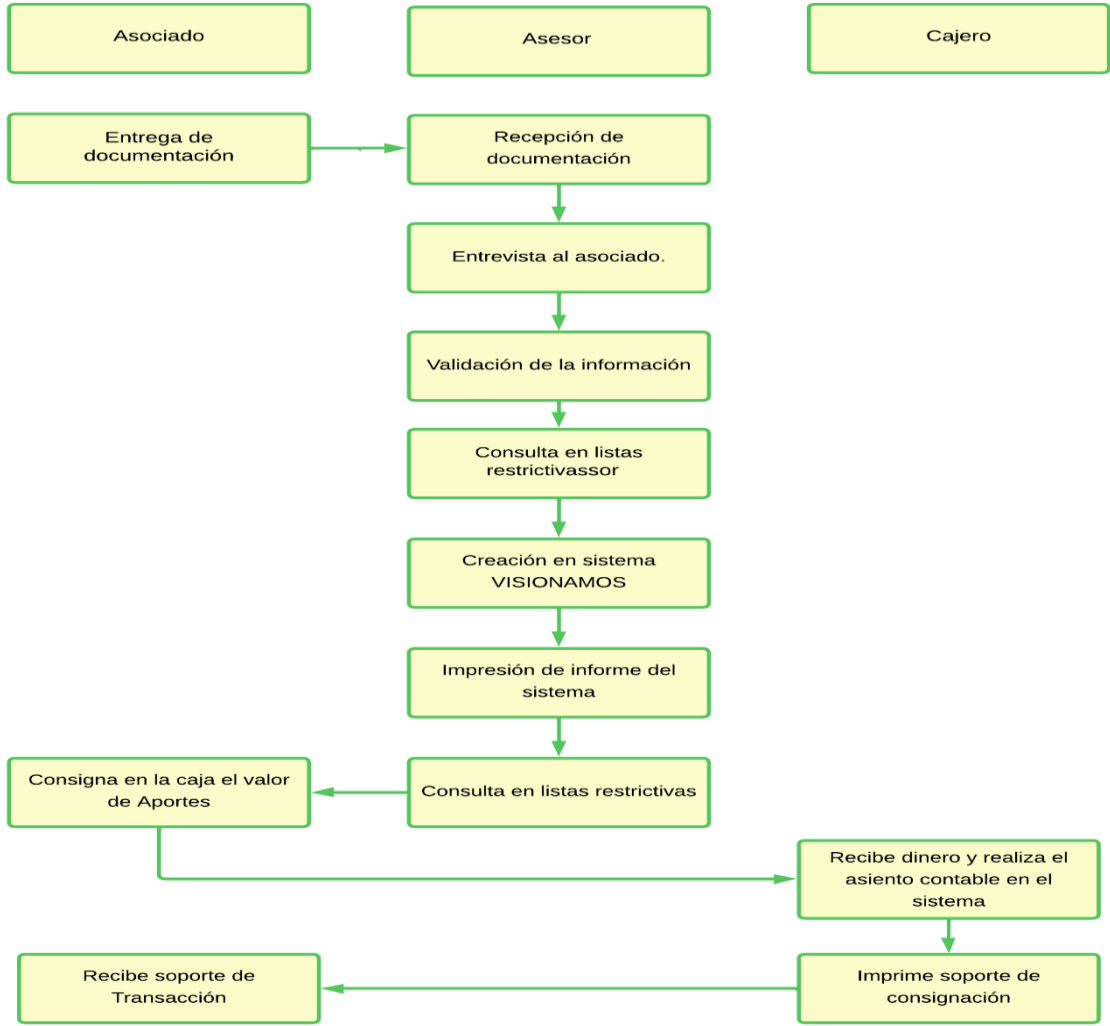 Asociado
Asesor
Cajero
Entrega de
documentación
Recepción de
documentación
Entrevista al asociado.
Validación de la información
Consulta en listas
restrictivassor
Creación en sistema
VISIONAMOS
Impresión de informe del
sistema
Consigna en la caja el valor
de Aportes
Consulta en listas restrictivas
Recibe dinero y realiza el
asiento contable en el
sistema
Recibe soporte de
Transacción
Imprime soporte de
consignación